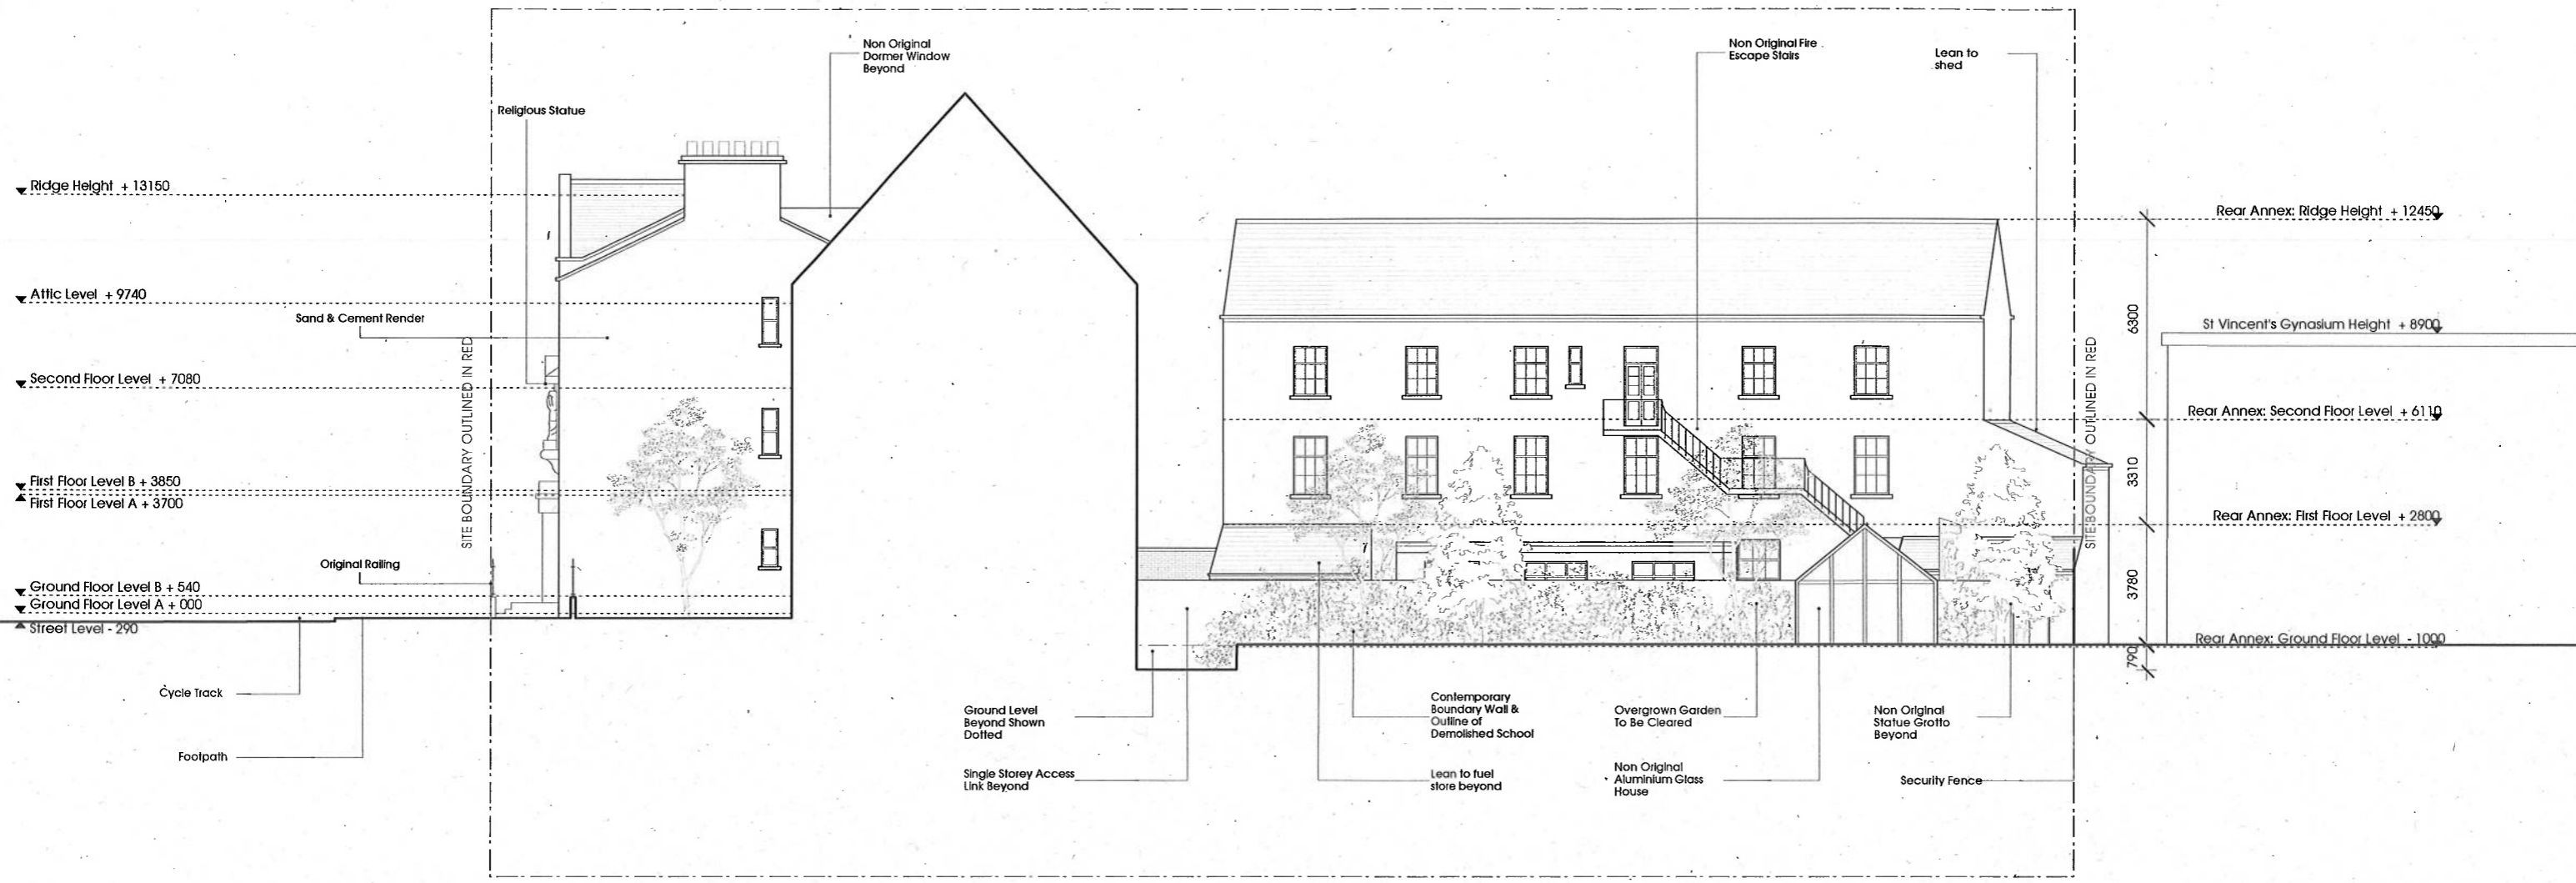 Non Original
Dormer Window
Beyond
Non Original Fire
Escape Stairs
Lean to
shed
Religious Statue
Ridge Height + 13150
Rear Annex: Ridge Height + 12450
Attic Level + 9740
Sand & Cement Render
6300
St Vincent's Gynasium Height + 8900
Second Floor Level + 7080
SITE BOUNDARY OUTLINED IN RED
SITE BOUNDARY OUTLINED IN RED
Rear Annex: Second Floor Level + 6110
First Floor Level B + 3850
First Floor Level A + 3700
3310
Rear Annex: First Floor Level + 2800
Original Railing
Ground Floor Level B + 540
Ground Floor Level A + 000
Street Level - 290
3780
Rear Annex: Ground Floor Level - 1000
790
Cycle Track
Footpath
Ground Level
Beyond Shown
Dotted
Single Storey Access
Link Beyond
Contemporary
Boundary Wall &
Outline of
Demolished School
Lean to fuel
store beyond
Overgrown Garden
To Be Cleared
Non Original
Aluminium Glass
House
Non Original
Statue Grotto
Beyond
Security Fence